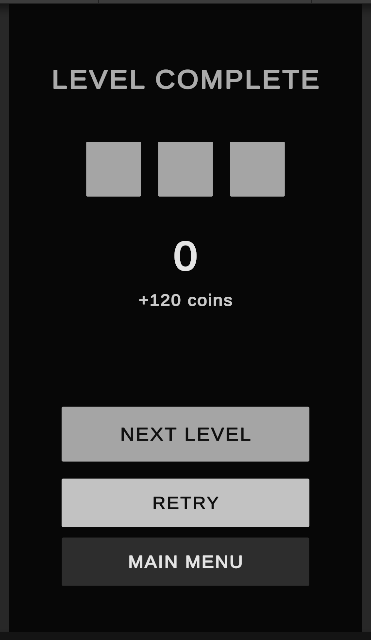 LEVEL COMPLETE
0
+120 coins
NEXT LEVEL
RETRY
MAIN MENU